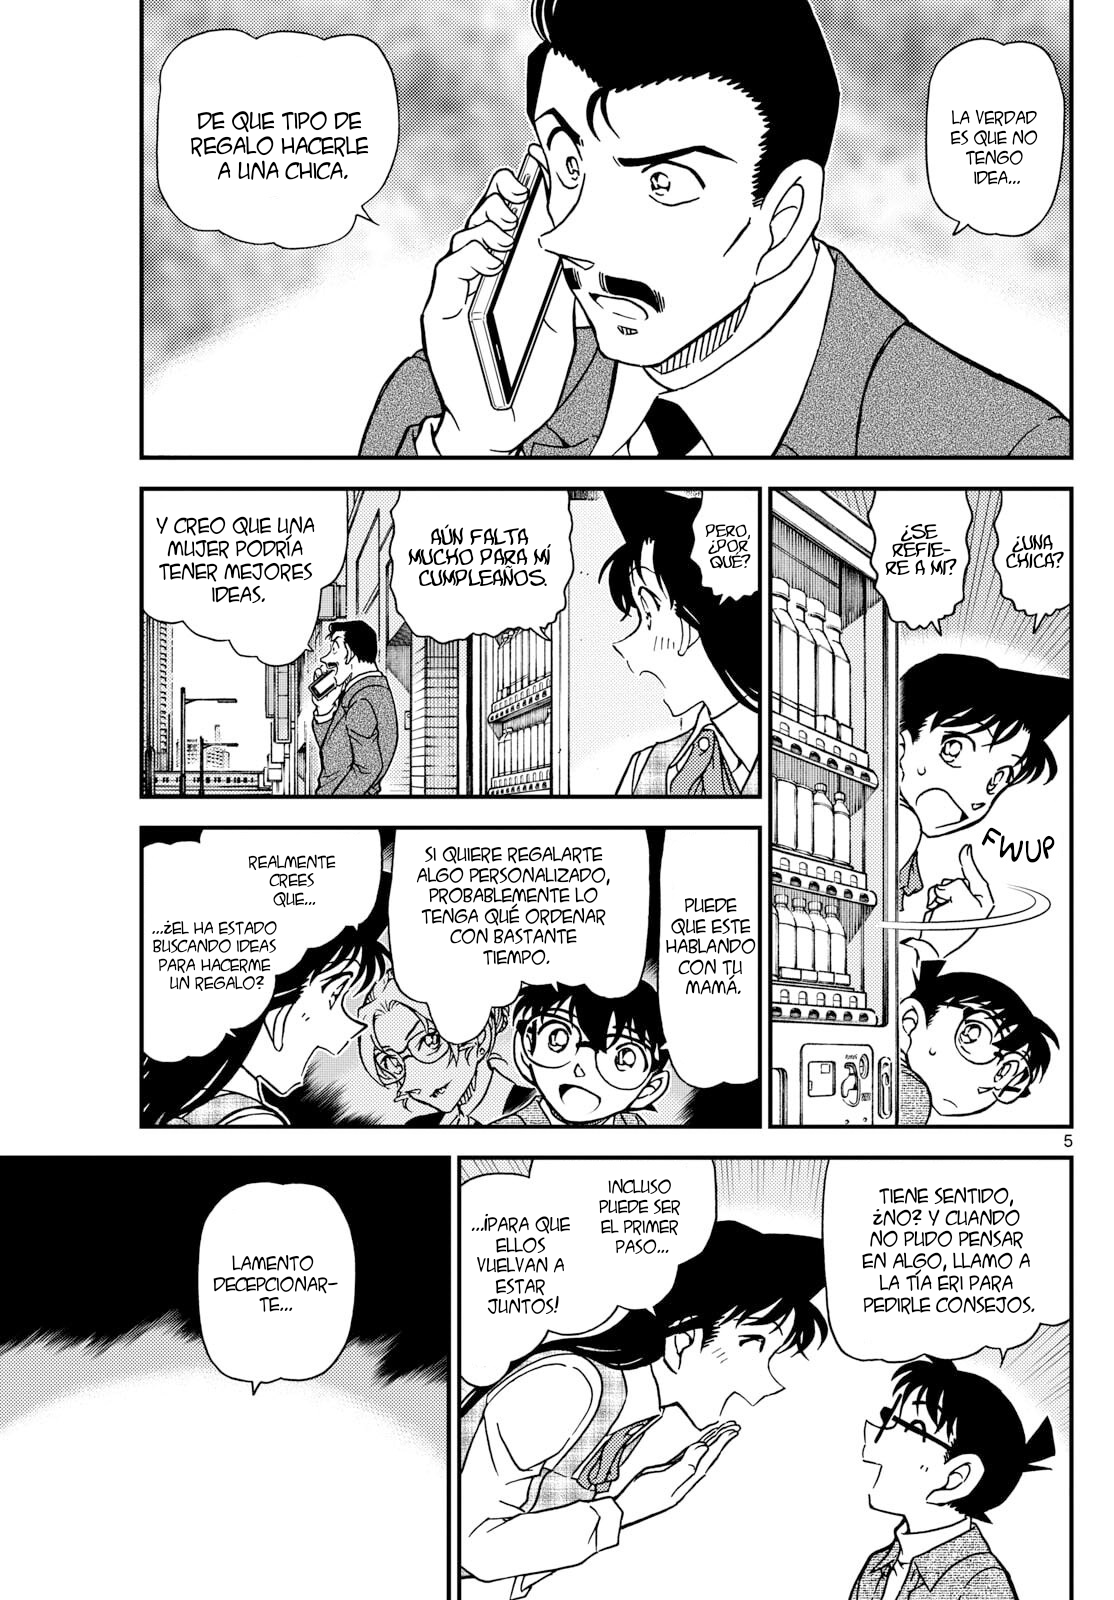 LA VERDAD
ES QUE NO
TENGO
IDEA...
DE QUE TIPO DE
REGALO HACERLE
A UNA CHICA.
¿UNA
CHICA?
¿SE
REFIE-
RE A MI?
FWUP
PERO,
¿POR
QUÉ?
AÚN FALTA
MUCHO PARA MÍ
CUMPLEAÑOS.
Y CREO QUE UNA
MUJER PODRÍA
TENER MEJORES
IDEAS.
PUEDE
QUE ESTE
HABLANDO
CON TU
MAMÁ.
SI QUIERE REGALARTE
ALGO PERSONALIZADO,
PROBABLEMENTE LO
TENGA QUÉ ORDENAR
CON BASTANTE
TIEMPO.
REALMENTE
CREES
QUE...
...¿EL HA ESTADO
BUSCANDO IDEAS
PARA HACERME
UN REGALO?
5
TIENE SENTIDO,
¿NO? Y CUANDO
NO PUDO PENSAR
EN ALGO, LLAMO A
LA TÍA ERI PARA
PEDIRLE CONSEJOS.
INCLUSO
PUEDE SER
EL PRIMER
PASO...
...¡PARA QUE
ELLOS
VUELVAN A
ESTAR
JUNTOS!
LAMENTO
DECEPCIONAR-
TE...